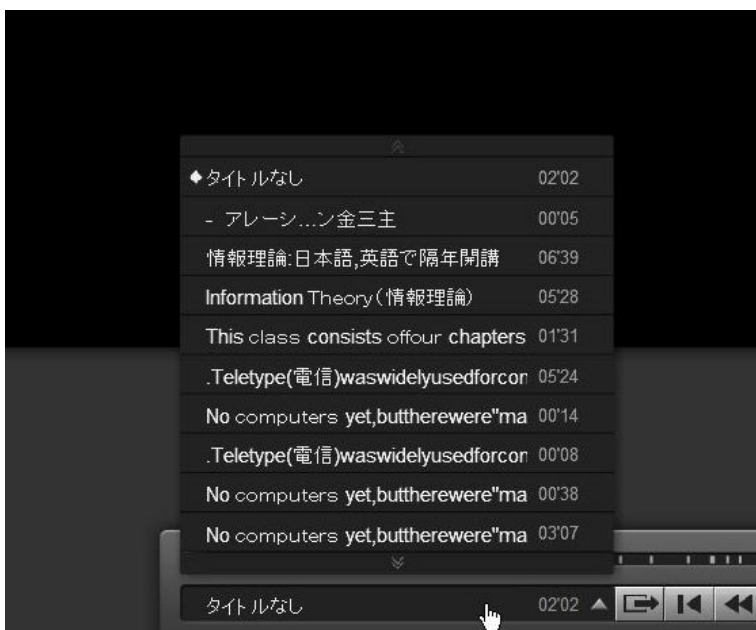 タイトルなし 02'02
- アレーシ...ン金三主 00'05
情報理論:日本語,英語で隔年開講 06'39
Information Theory(情報理論) 05'28
This class consists offour chapters 01'31
.Teletype(電信)waswidelyusedforcon 05'24
No computers yet,buttherewere"ma 00'14
.Teletype(電信)waswidelyusedforcon 00'08
No computers yet,buttherewere"ma 00'38
No computers yet,buttherewere"ma 03'07
タイトルなし 02'02